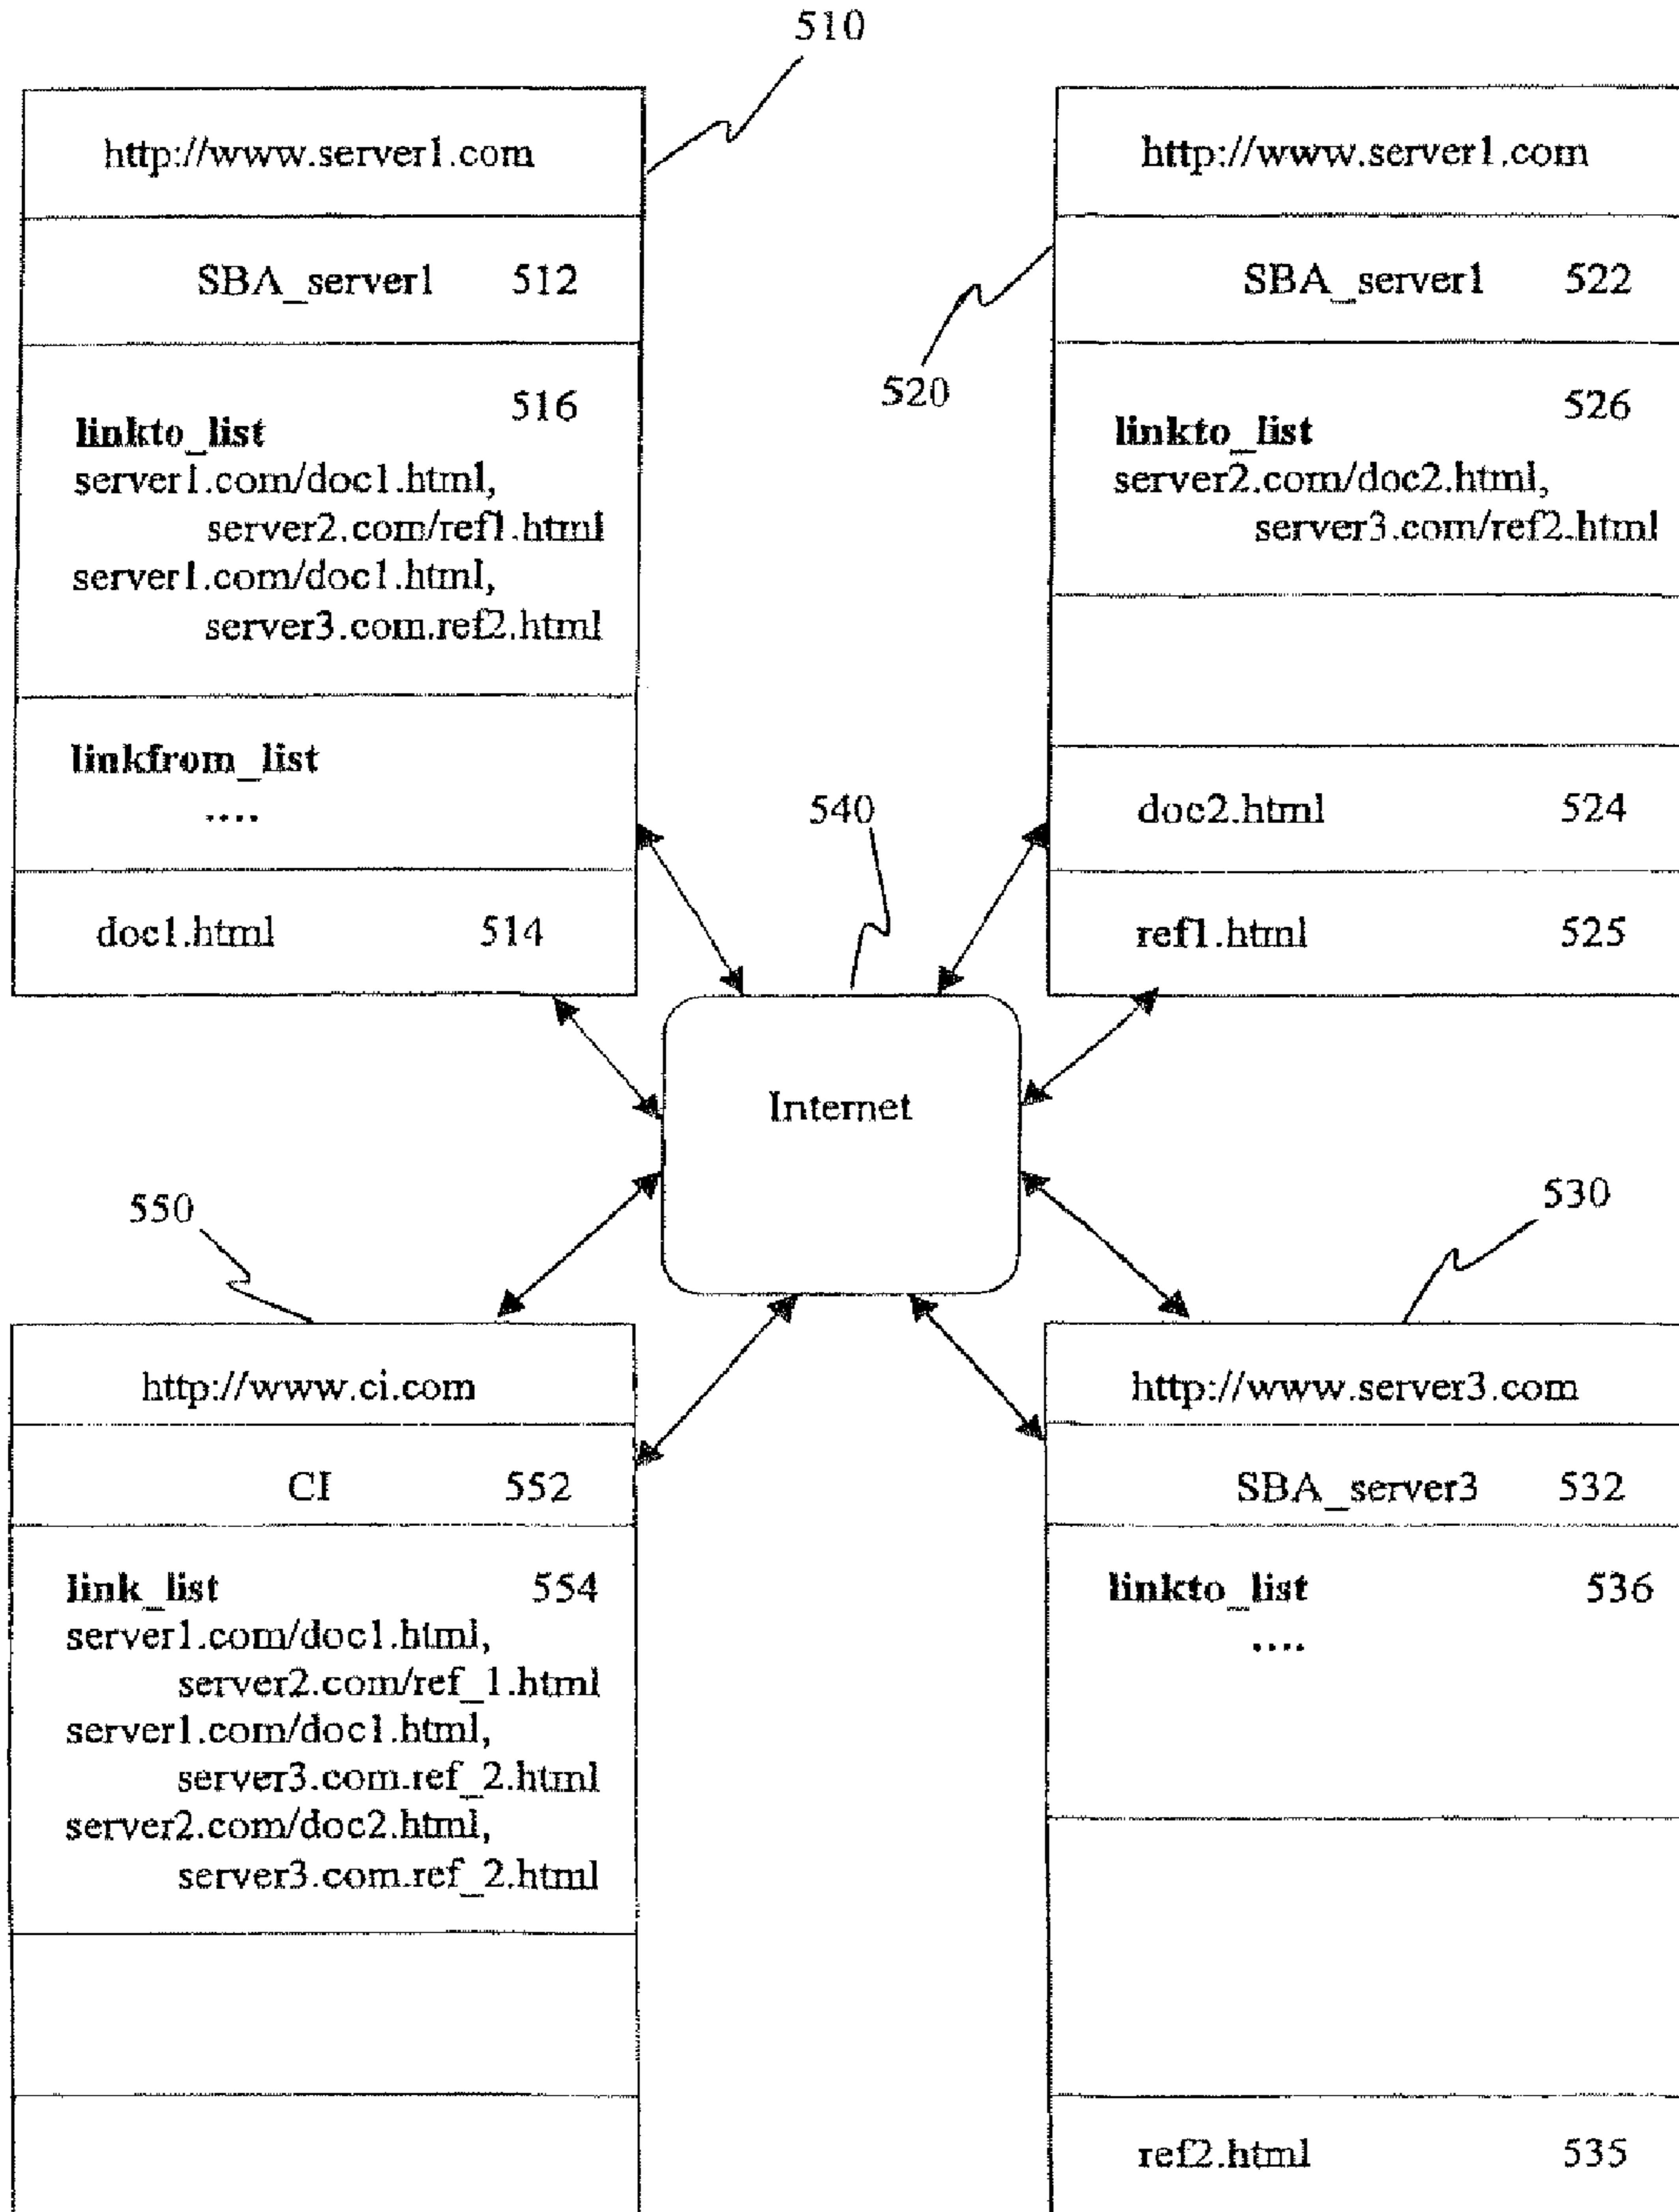 510
http://www.server1.com
SBA_server1 512
516
linkto_list
server1.com/doc1.html,
server2.com/ref1.html
server1.com/doc1.html,
server3.com.ref2.html
linkfrom_list
....
doc1.html 514
http://www.server1.com
SBA_server1 522
520
526
linkto_list
server2.com/doc2.html,
server3.com/ref2.html
doc2.html 524
ref1.html 525
540
Internet
550
http://www.ci.com
CI 552
link_list 554
server1.com/doc1.html,
server2.com/ref_1.html
server1.com/doc1.html,
server3.com.ref_2.html
server2.com/doc2.html,
server3.com.ref_2.html
530
http://www.server3.com
SBA_server3 532
linkto_list 536
....
ref2.html 535